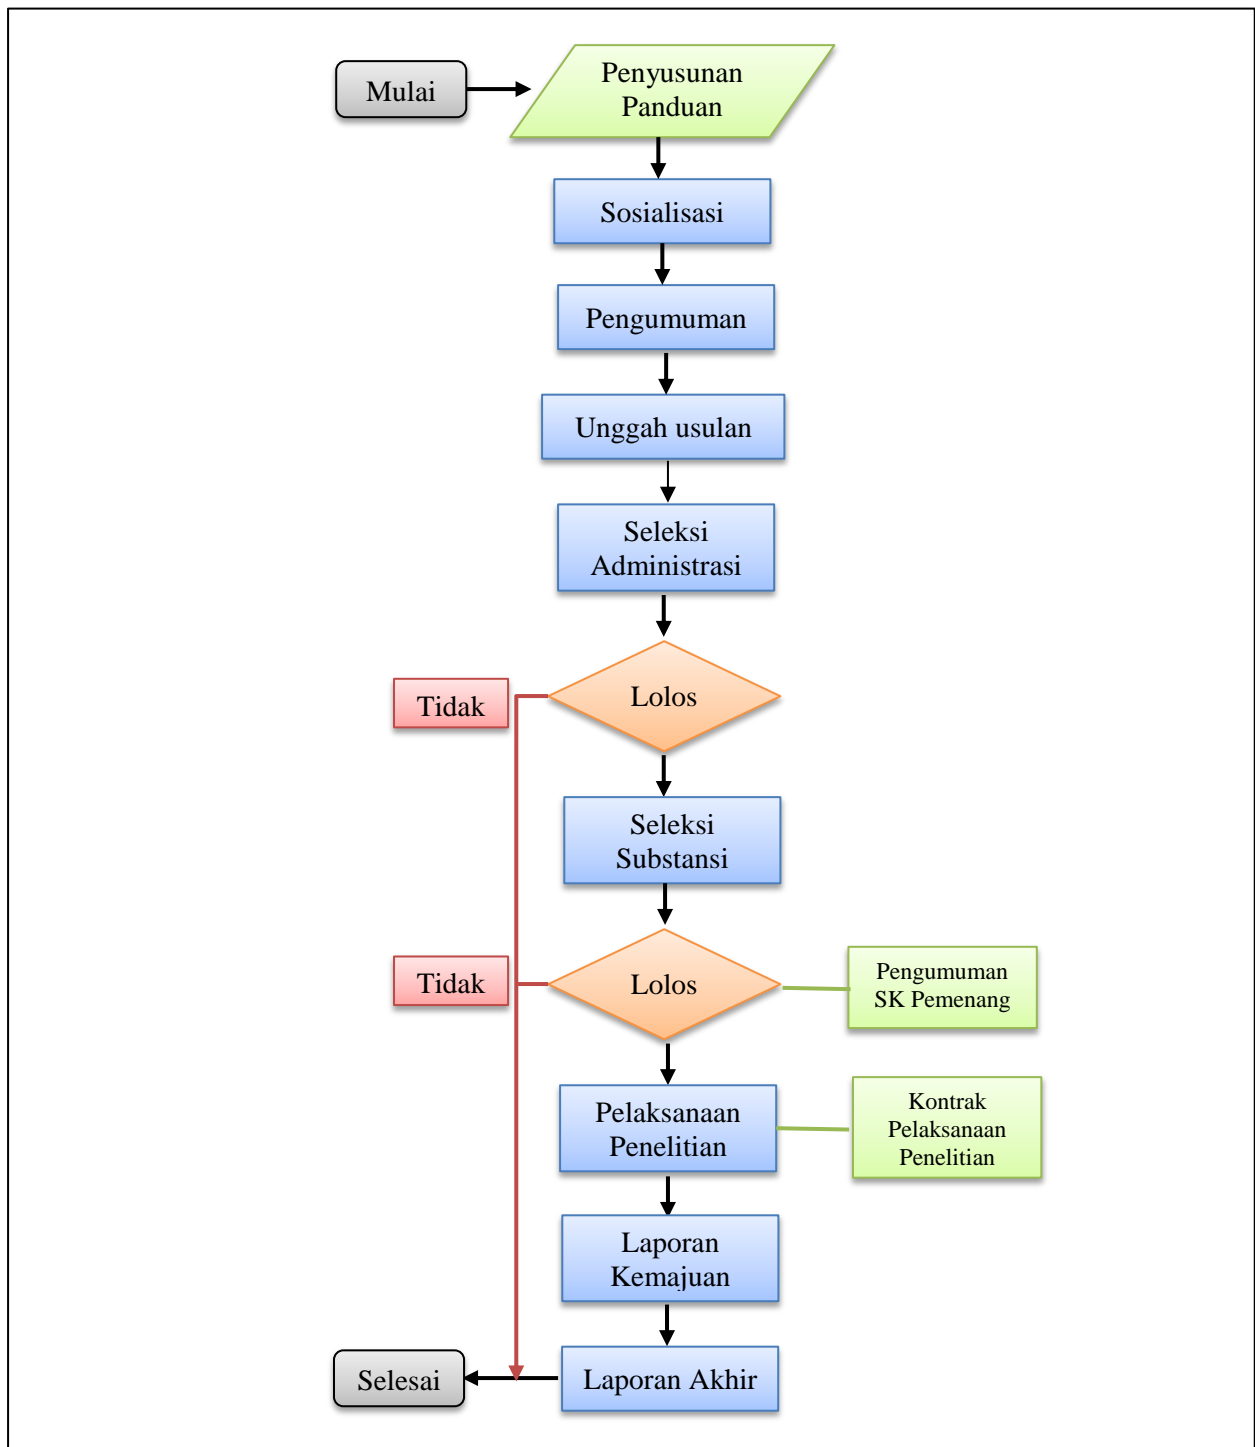 Mulai
Penyusunan
Panduan
Sosialisasi
Pengumuman
Unggah usulan
Seleksi
Administrasi
Lolos
Tidak
Seleksi
Substansi
Lolos
Tidak
Pengumuman
SK Pemenang
Pelaksanaan
Penelitian
Kontrak
Pelaksanaan
Penelitian
Laporan
Kemajuan
Laporan Akhir
Selesai